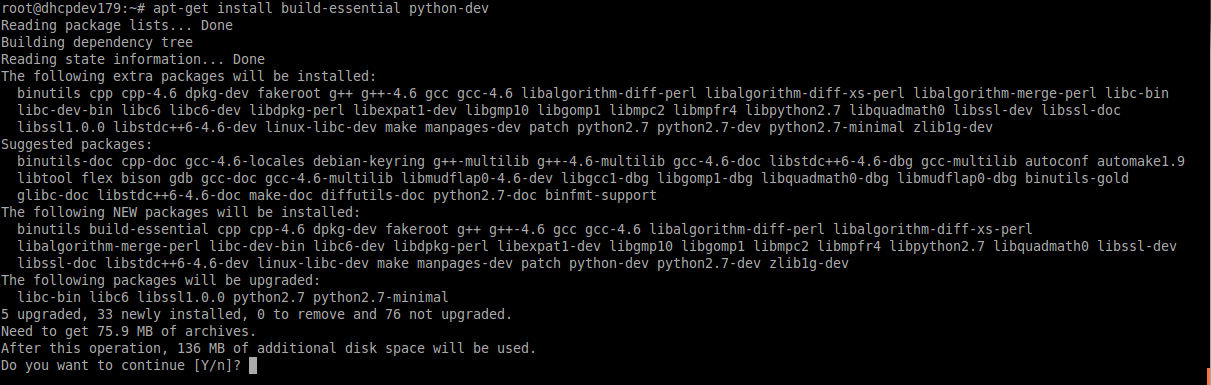 root@dhcpdev179:~# apt-get install build-essential python-dev
Reading package lists... Done
Building dependency tree
Reading state information... Done
The following extra packages will be installed:
  binutils cpp cpp-4.6 dpkg-dev fakeroot g++ g++-4.6 gcc gcc-4.6 libalgorithm-diff-perl libalgorithm-diff-xs-perl libalgorithm-merge-perl libc-bin
  libc-dev-bin libc6 libc6-dev libdpkg-perl libexpat1-dev libgmp10 libgomp1 libmpc2 libmpfr4 libpython2.7 libquadmath0 libssl-dev libssl-doc
  libssl1.0.0 libstdc++6-4.6-dev linux-libc-dev make manpages-dev patch python2.7 python2.7-dev python2.7-minimal zlib1g-dev
Suggested packages:
  binutils-doc cpp-doc gcc-4.6-locales debian-keyring g++-multilib g++-4.6-multilib gcc-4.6-doc libstdc++6-4.6-dbg gcc-multilib autoconf automake1.9
  libtool flex bison gdb gcc-doc gcc-4.6-multilib libmudflap0-4.6-dev libgcc1-dbg libgomp1-dbg libquadmath0-dbg libmudflap0-dbg binutils-gold
  glibc-doc libstdc++6-4.6-doc make-doc diffutils-doc python2.7-doc binfmt-support
The following NEW packages will be installed:
  binutils build-essential cpp cpp-4.6 dpkg-dev fakeroot g++ g++-4.6 gcc gcc-4.6 libalgorithm-diff-perl libalgorithm-diff-xs-perl
  libalgorithm-merge-perl libc-dev-bin libc6-dev libdpkg-perl libexpat1-dev libgmp10 libgomp1 libmpc2 libmpfr4 libpython2.7 libquadmath0 libssl-dev
  libssl-doc libstdc++6-4.6-dev linux-libc-dev make manpages-dev patch python-dev python2.7-dev zlib1g-dev
The following packages will be upgraded:
  libc-bin libc6 libssl1.0.0 python2.7 python2.7-minimal
5 upgraded, 33 newly installed, 0 to remove and 76 not upgraded.
Need to get 75.9 MB of archives.
After this operation, 136 MB of additional disk space will be used.
Do you want to continue [Y/n]?